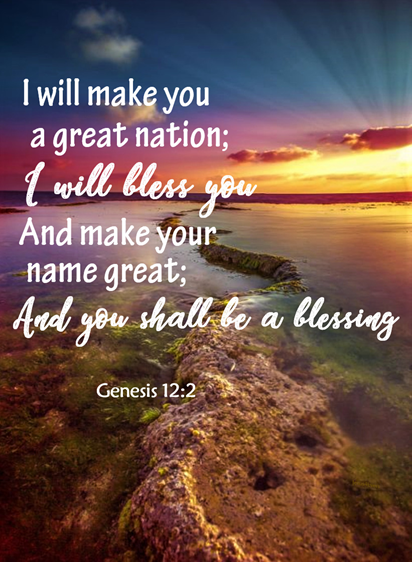 I will make you
a great nation;
I will bless you
And make your
name great;
And you shall be a blessing
Genesis 12:2